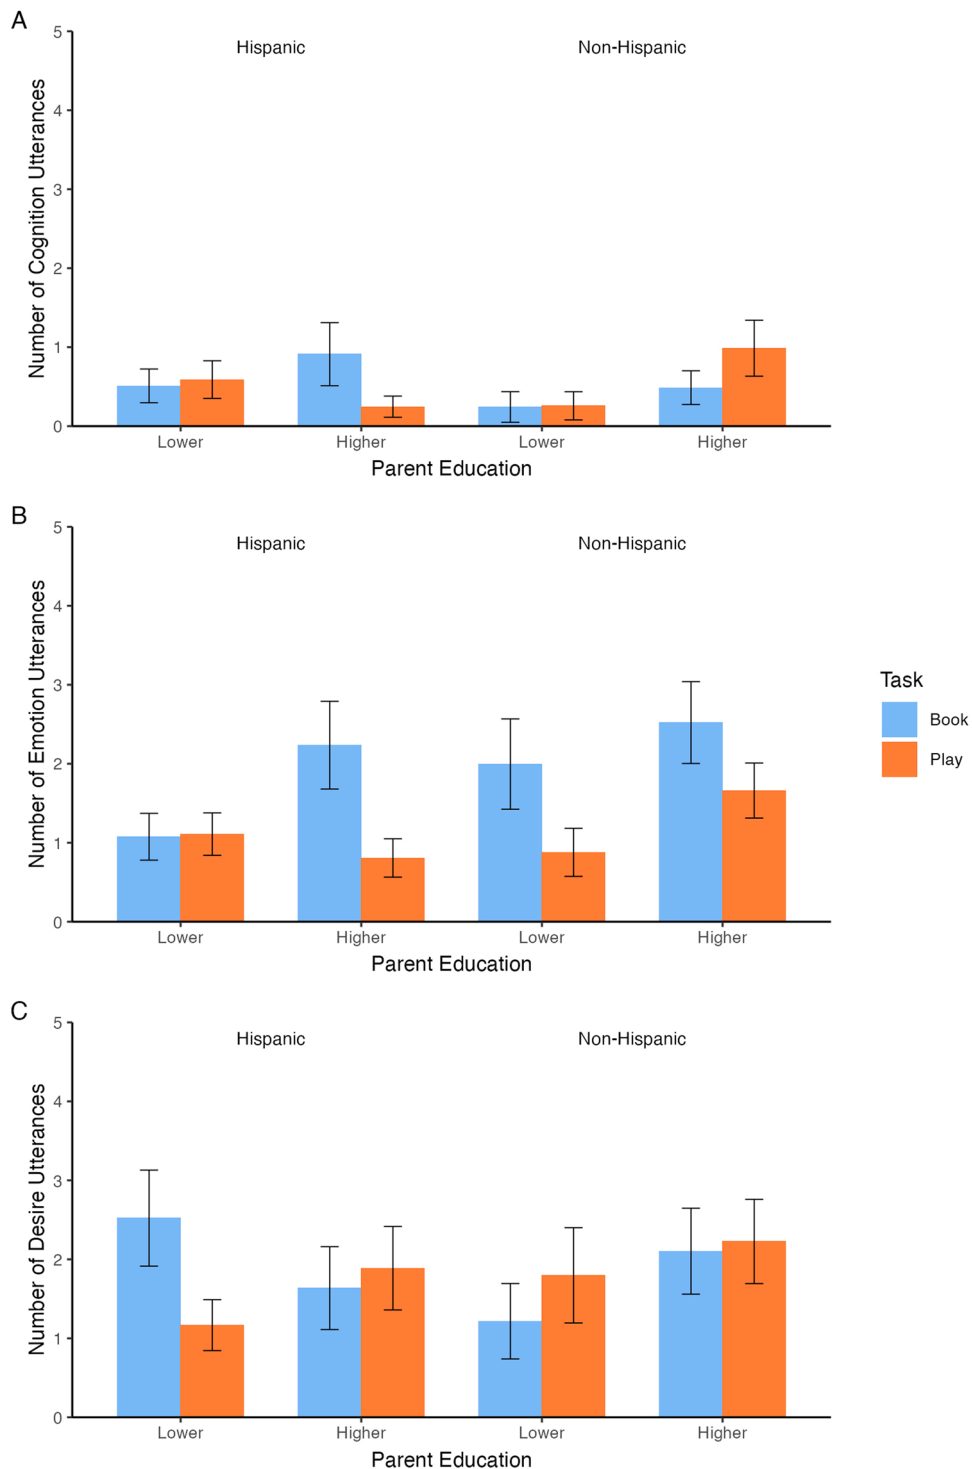 A
Hispanic
Non-Hispanic
Number of Cognition Utterances
5
4
3
2
1
0
Lower
Higher
Lower
Higher
Parent Education
B
Hispanic
Non-Hispanic
Number of Emotion Utterances
5
4
3
2
1
0
Lower
Higher
Lower
Higher
Parent Education
Task
Book
Play
C
Hispanic
Non-Hispanic
Number of Desire Utterances
5
4
3
2
1
0
Lower
Higher
Lower
Higher
Parent Education